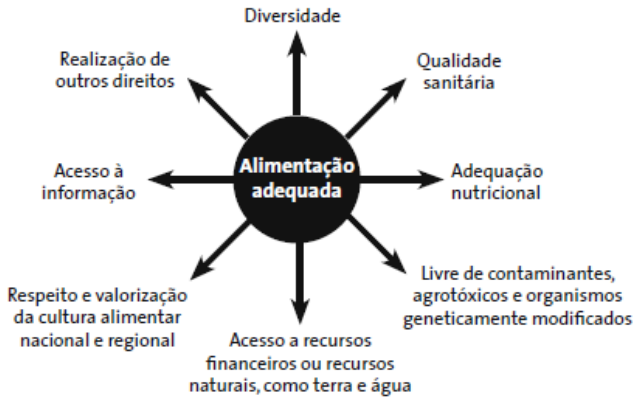 Diversidade
Realização de
outros direitos
Qualidade
sanitária
Alimentação
adequada
Acesso à
informação
Adequação
nutricional
Respeito e valorização
da cultura alimentar
nacional e regional
Livre de contaminantes,
agrotóxicos e organismos
geneticamente modificados
Acesso a recursos
financeiros ou recursos
naturais, como terra e água